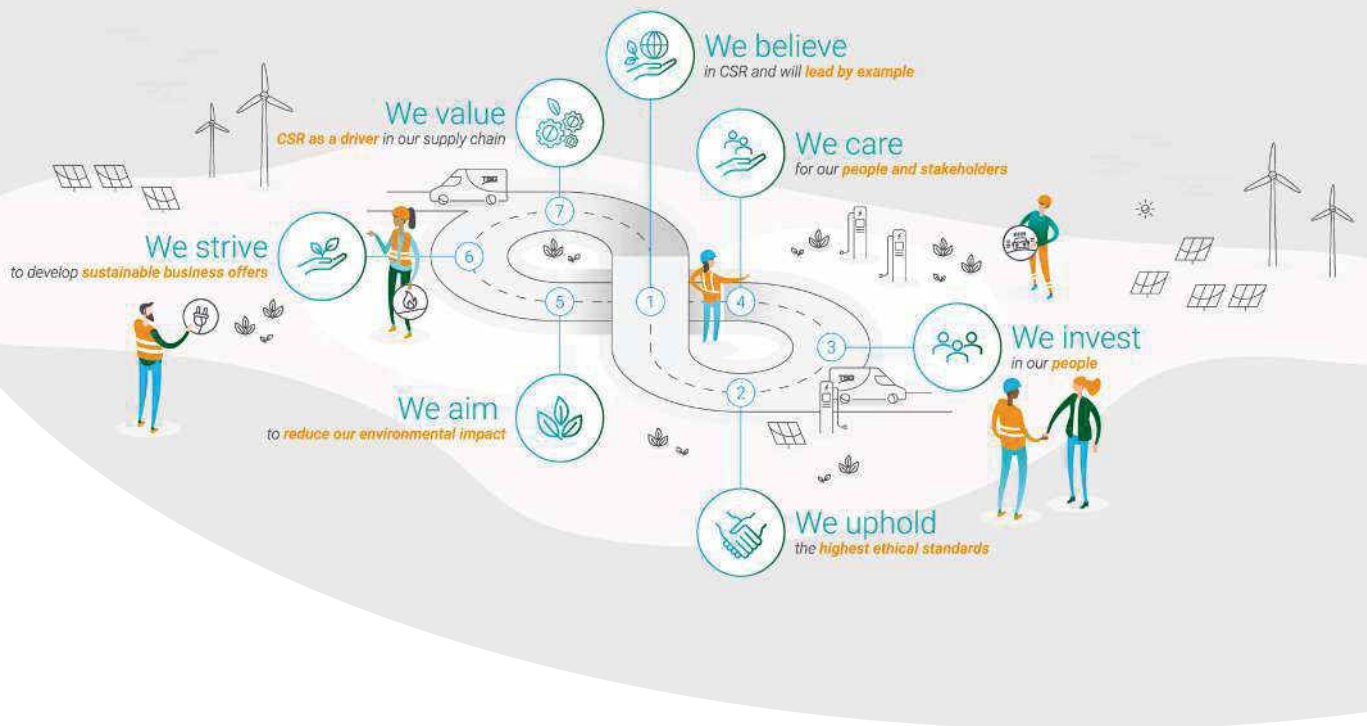 We believe
in CSR and will lead by example
We value
CSR as a driver in our supply chain
We care
for our people and stakeholders
7
We strive
to develop sustainable business offers
6
5
1
4
3
We invest
in our people
2
We aim
to reduce our environmental impact
We uphold
the highest ethical standards